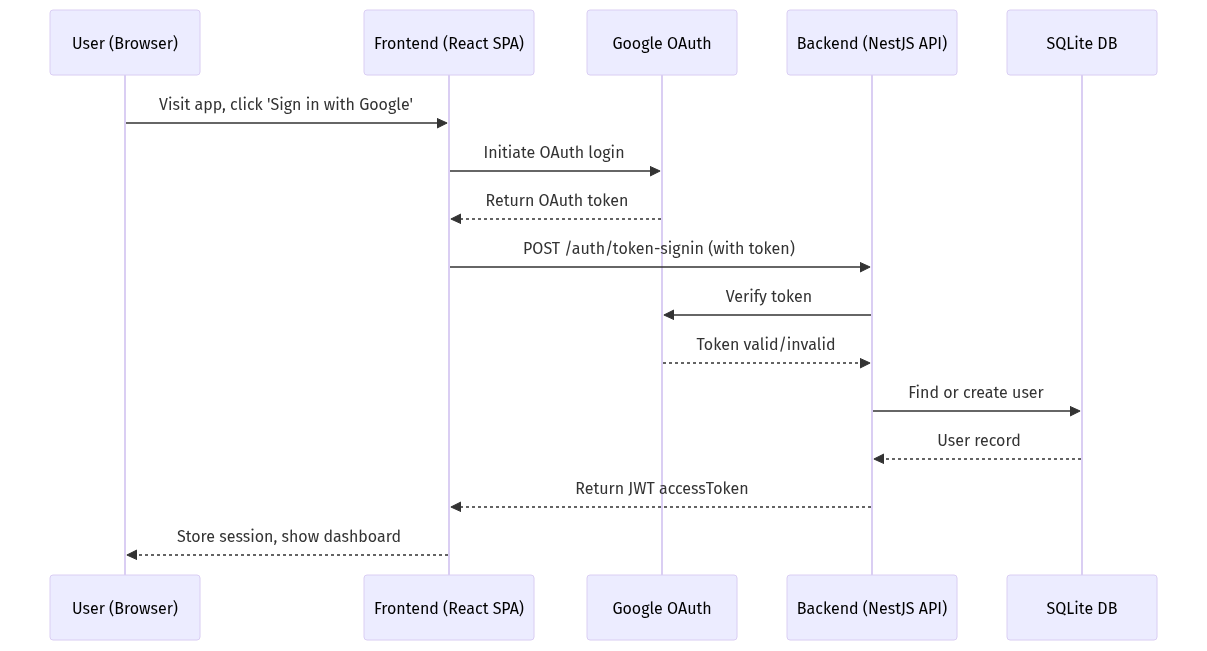 User (Browser)
Frontend (React SPA)
Google OAuth
Backend (NestJS API)
SQLite DB
Visit app, click 'Sign in with Google'
Initiate OAuth login
Return OAuth token
POST /auth/token-signin (with token)
Verify token
Token valid/invalid
Find or create user
User record
Return JWT accessToken
Store session, show dashboard
User (Browser)
Frontend (React SPA)
Google OAuth
Backend (NestJS API)
SQLite DB